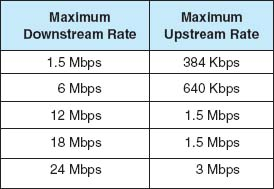 Maximum Downstream Rate Maximum Upstream Rate
1.5 Mbps 384 Kbps
6 Mbps 640 Kbps
12 Mbps 1.5 Mbps
18 Mbps 1.5 Mbps
24 Mbps 3 Mbps